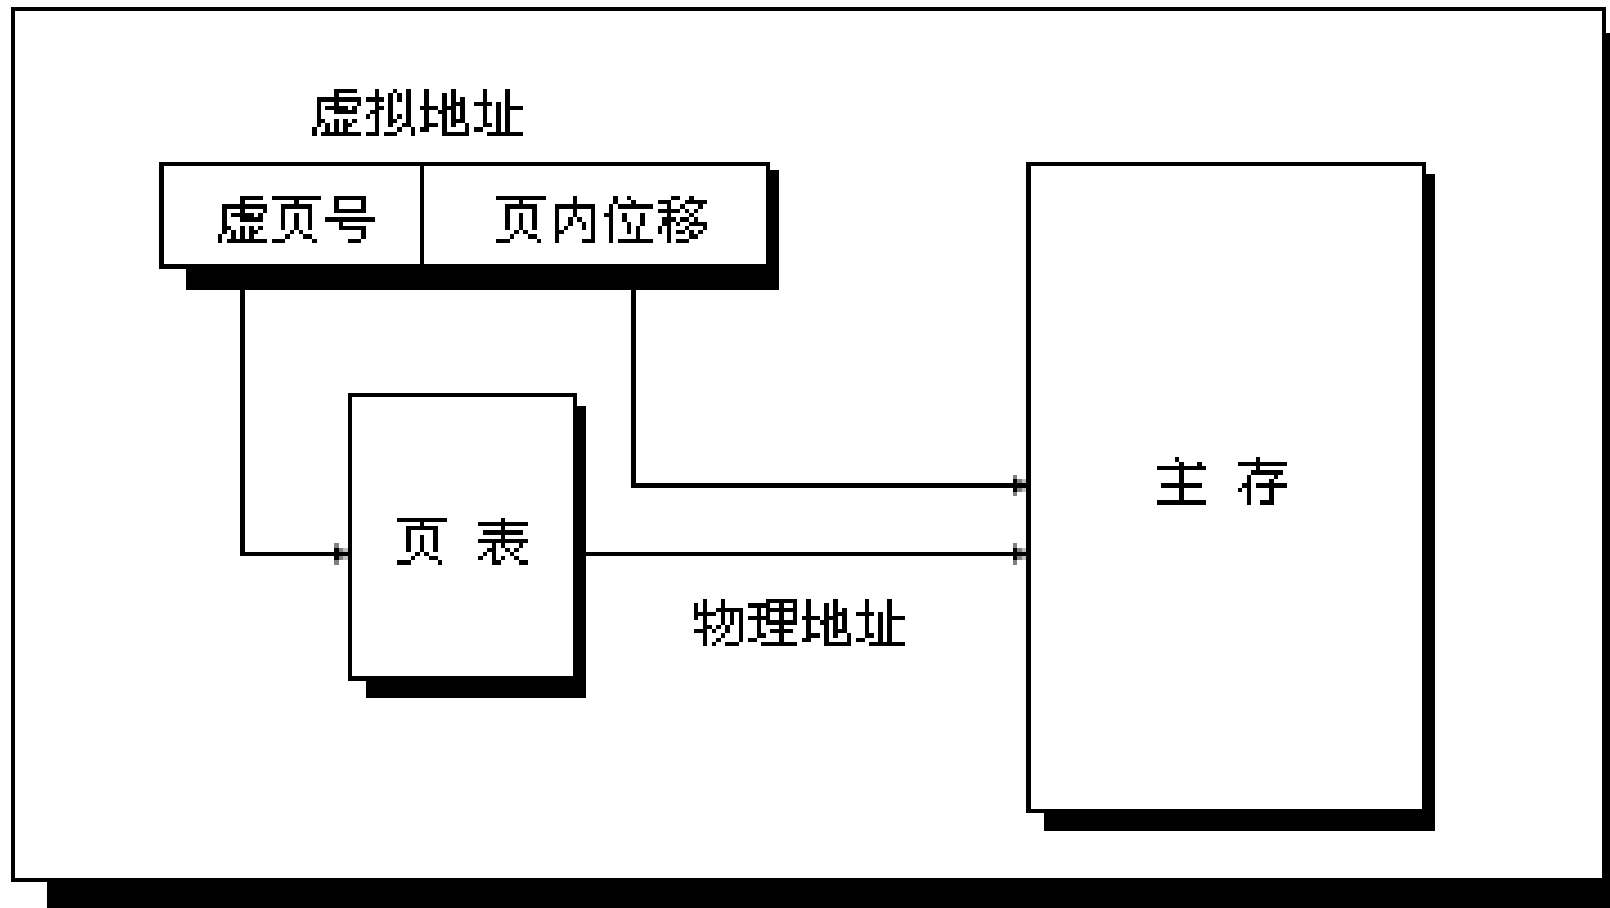 虚拟地址
虚页号 页内位移
主 存
页 表
物理地址